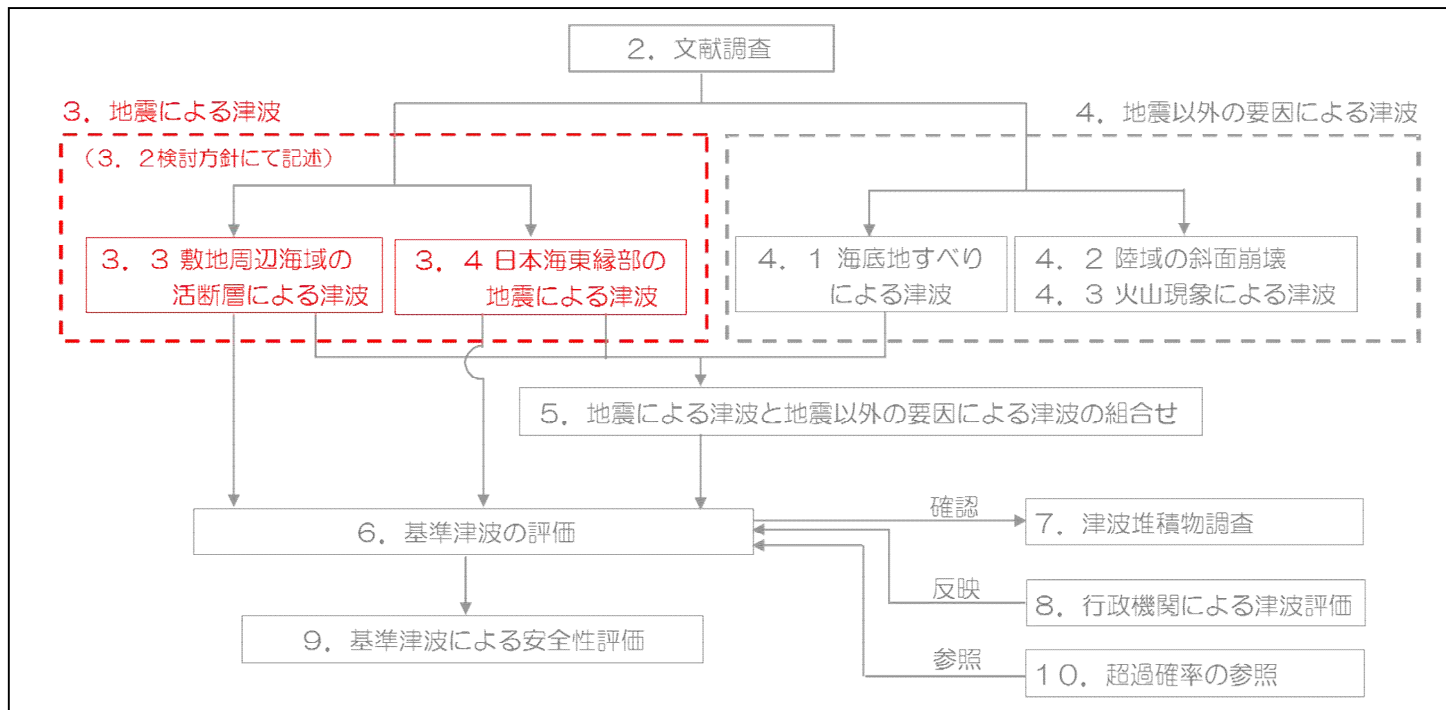 2．文献調査
3．地震による津波
4．地震以外の要因による津波
（3．2検討方針にて記述）
3．3 敷地周辺海域の
活断層による津波
3．4 日本海東縁部の
地震による津波
4．1 海底地すべり
による津波
4．2 陸域の斜面崩壊
4．3 火山現象による津波
5．地震による津波と地震以外の要因による津波の組合せ
6．基準津波の評価
確認
7．津波堆積物調査
反映
8．行政機関による津波評価
9．基準津波による安全性評価
参照
10．超過確率の参照